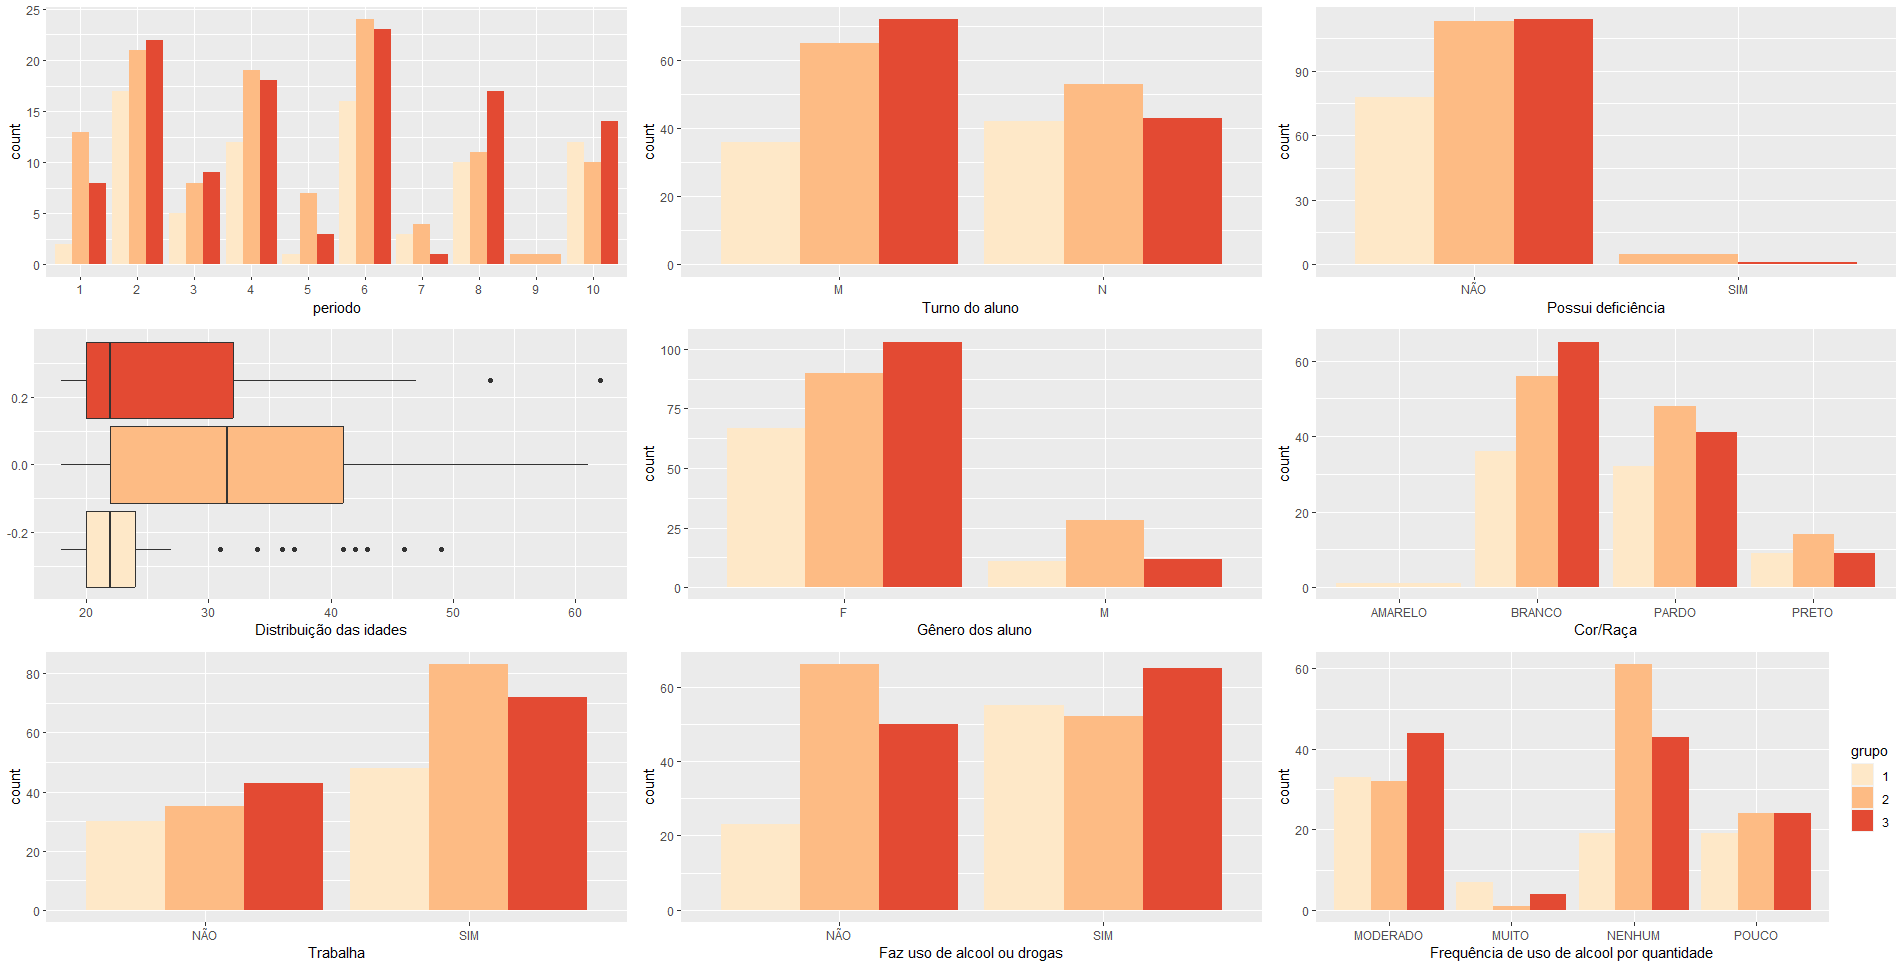 25
20
15
10
5
0
count
1 2 3 4 5 6 7 8 9 10
periodo
60
40
20
0
count
M N
Turno do aluno
90
60
30
0
count
NÃO SIM
Possui deficiência
0.2
0.0
-0.2
20 30 40 50 60
Distribuição das idades
100
75
50
25
0
count
F M
Gênero dos aluno
60
40
20
0
count
AMARELO BRANCO PARDO PRETO
Cor/Raça
80
60
40
20
0
count
NÃO SIM
Trabalha
60
40
20
0
count
NÃO SIM
Faz uso de alcool ou drogas
60
40
20
0
count
MODERADO MUITO NENHUM POUCO
Frequência de uso de alcool por quantidade
grupo
1
2
3